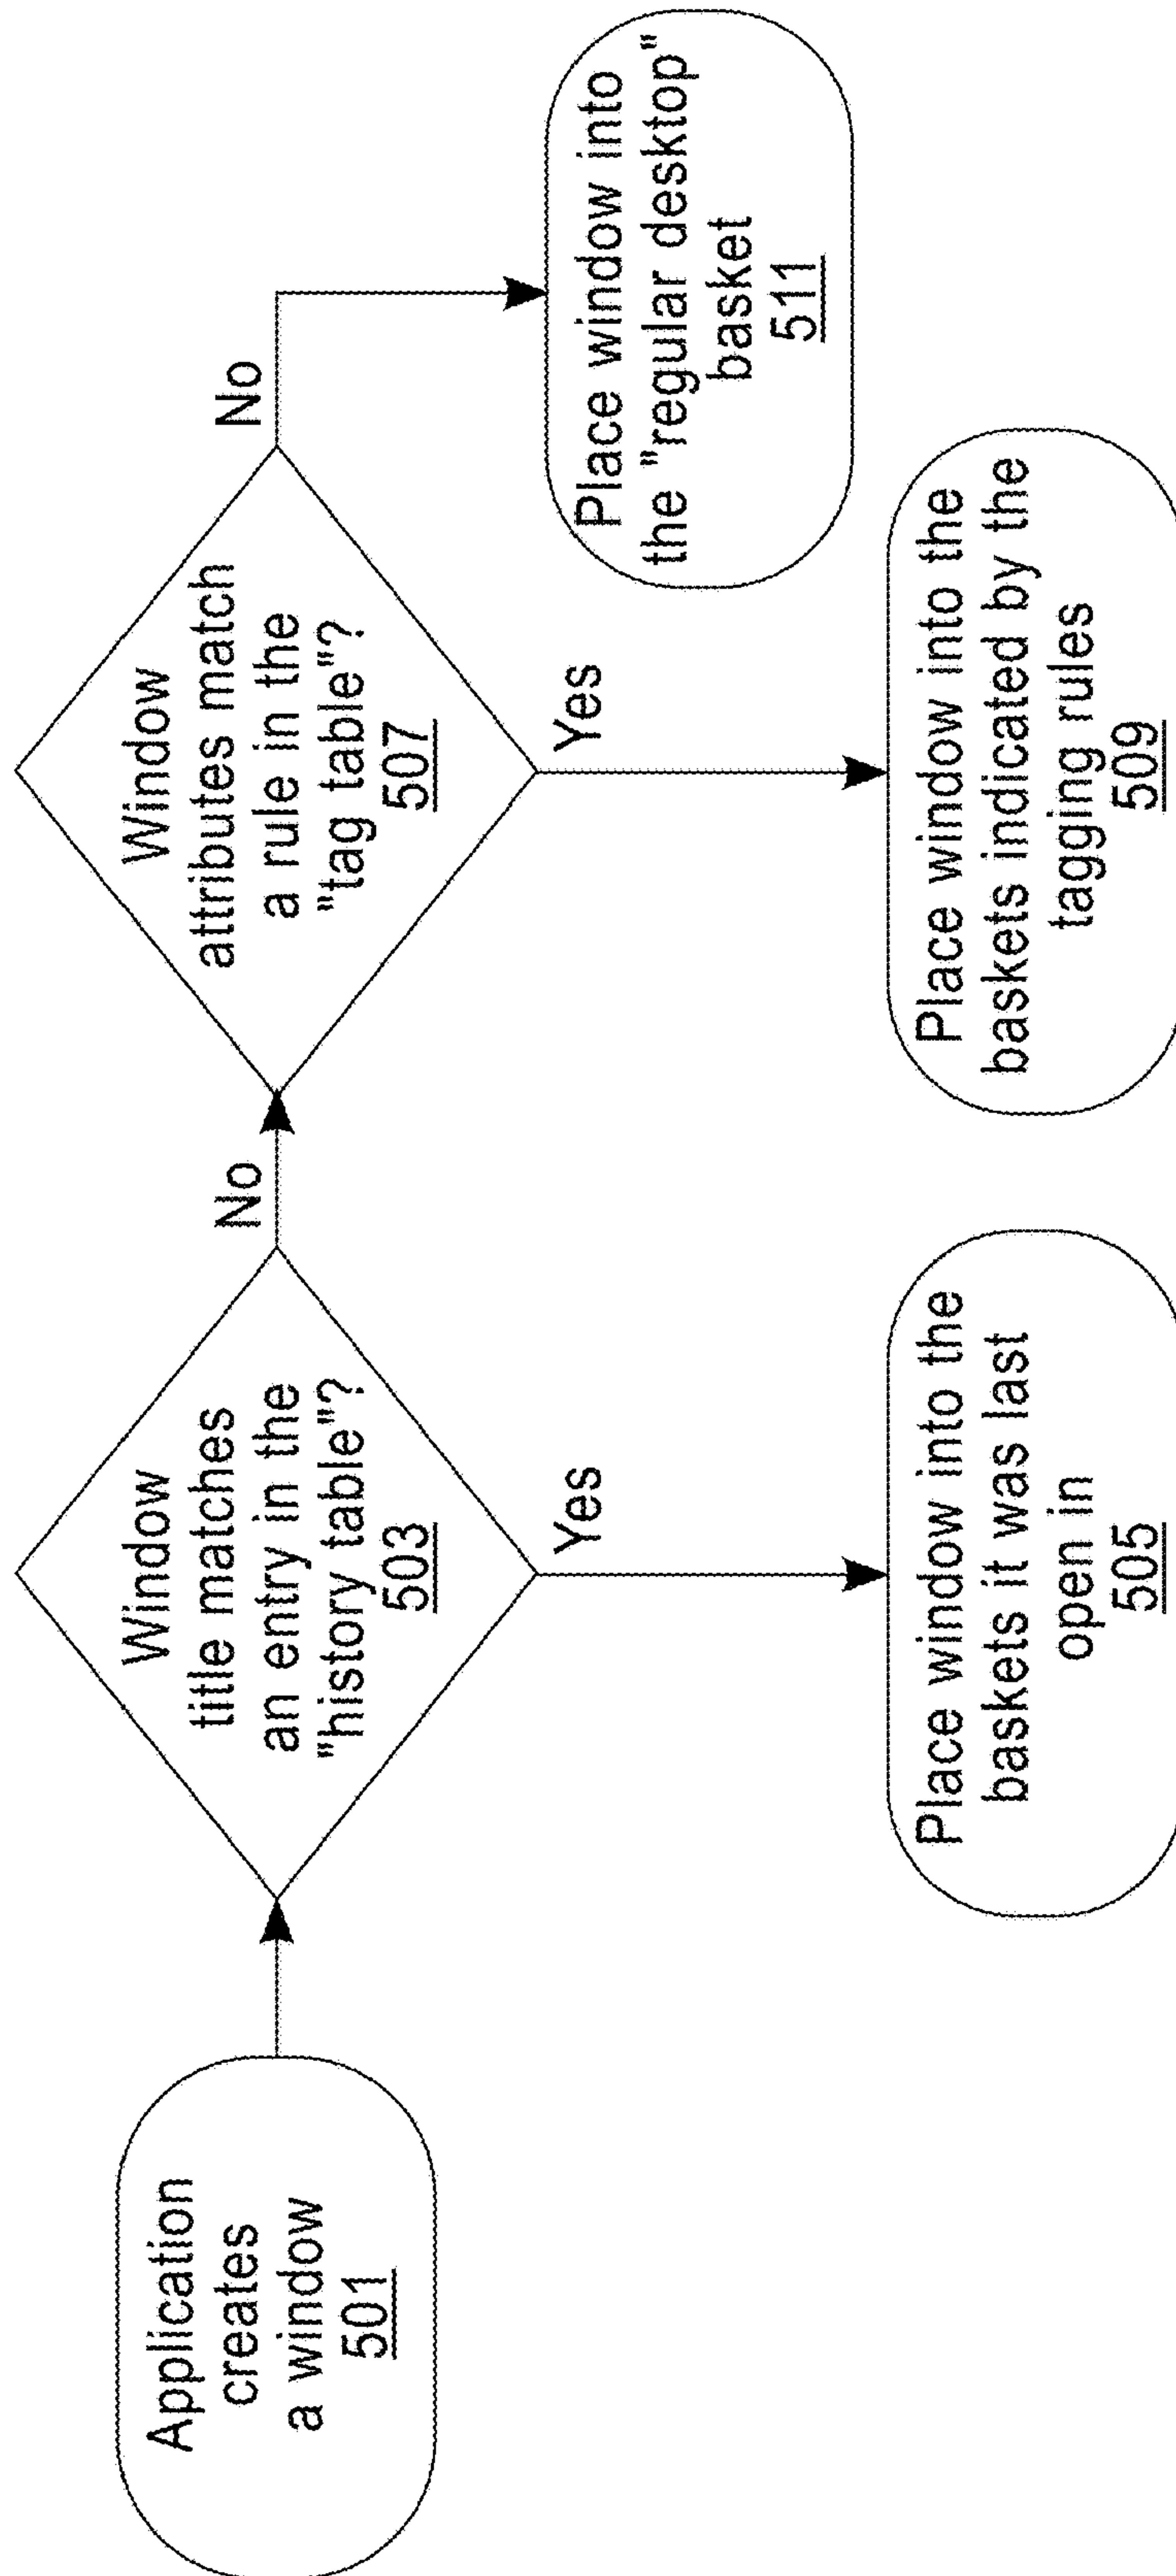 Application
creates
a window
501
Window
title matches
an entry in the
"history table"?
503
No
Yes
Place window into the
baskets it was last
open in
505
Window
attributes match
a rule in the
"tag table"?
507
No
Yes
Place window into the
baskets indicated by the
tagging rules
509
Place window into
the "regular desktop"
basket
511